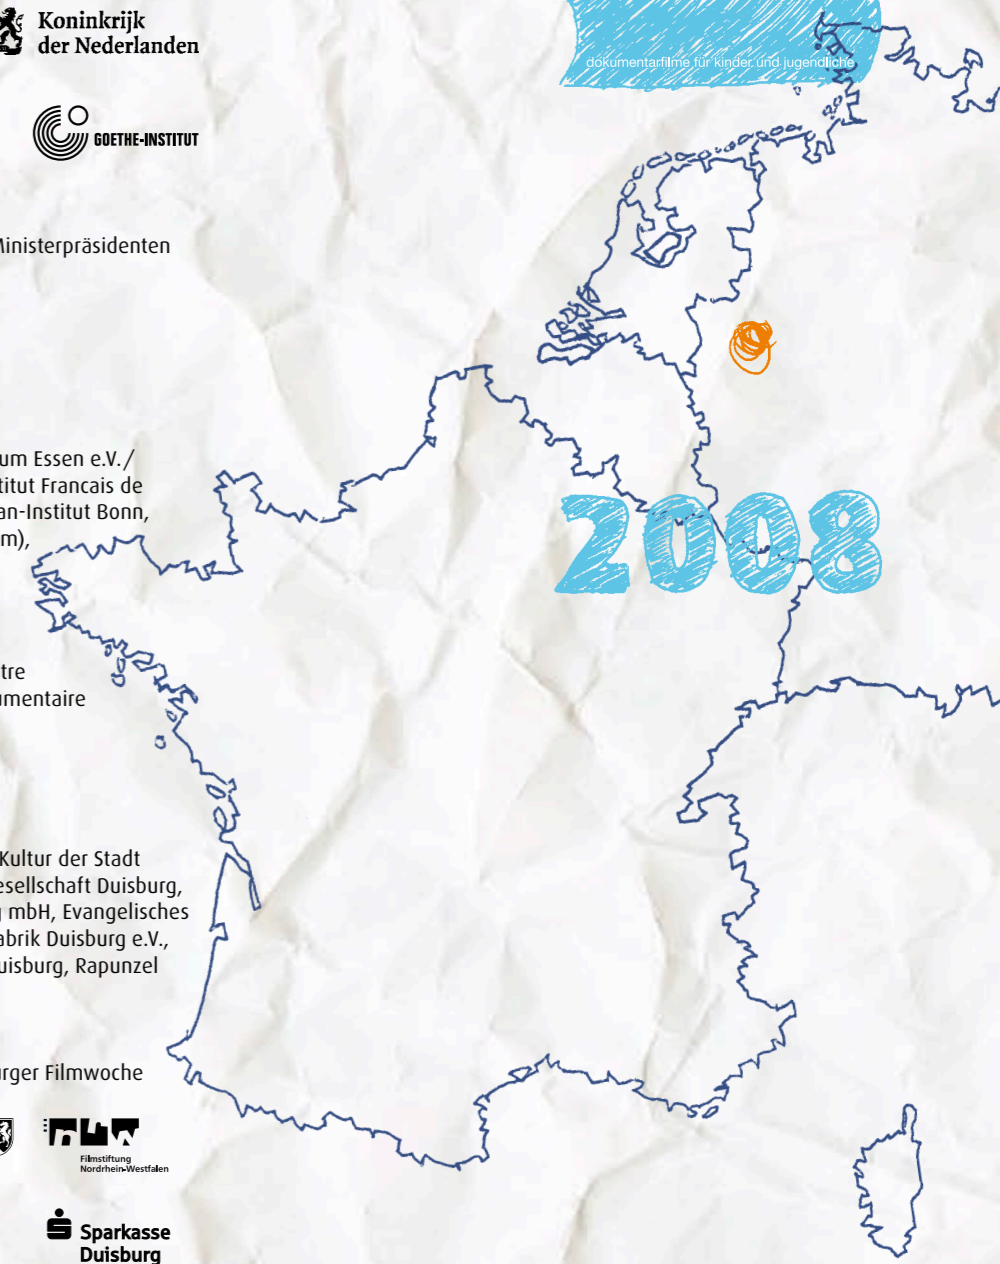 Koninkrijk
der Nederlanden
dokumentarfilme für kinder und jugendliche
GOETHE-INSTITUT
Ministerpräsidenten
um Essen e.V./
titut Francais de
an-Institut Bonn,
m),
2008
tre
umentaire
Kultur der Stadt
esellschaft Duisburg,
g mbH, Evangelisches
abrik Duisburg e.V.,
uisburg, Rapunzel
urger Filmwoche
Filmstiftung
Nordrhein-Westfalen
Sparkasse
Duisburg